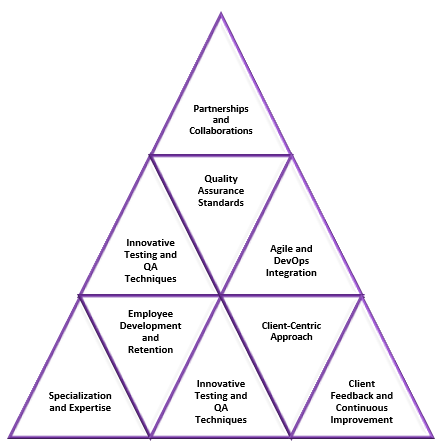 Partnerships
and
Collaborations
Quality
Assurance
Standards
Innovative
Testing and
QA
Techniques
Agile and
DevOps
Integration
Employee
Development
and
Retention
Client-Centric
Approach
Specialization
and Expertise
Innovative
Testing and
QA
Techniques
Client
Feedback and
Continuous
Improvement